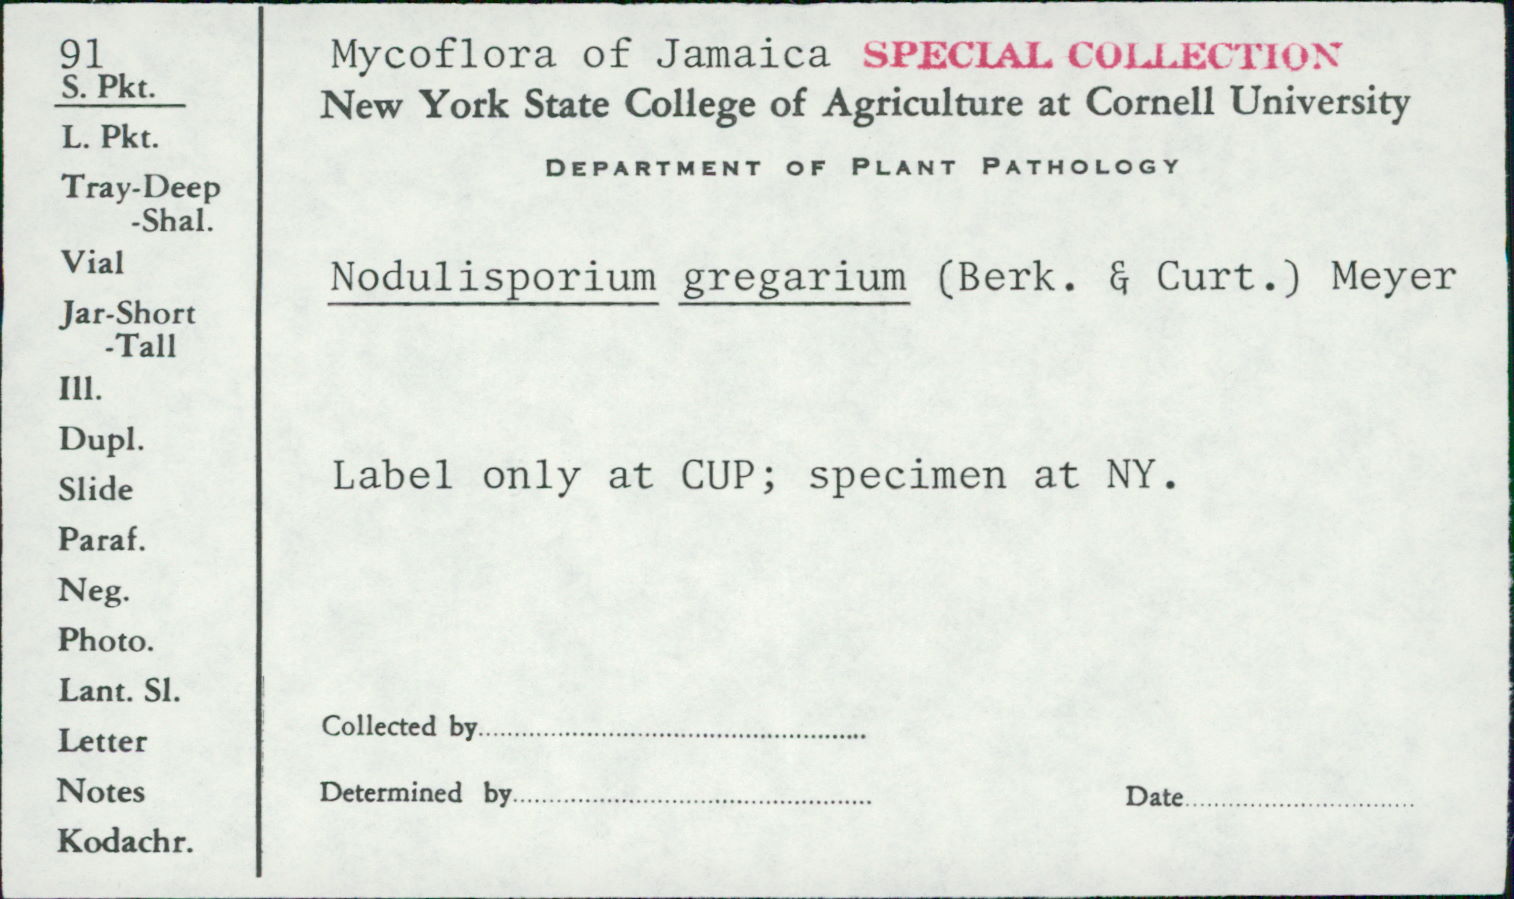 91
S. Pkt.
L. Pkt.
Tray-Deep
-Shal.
Vial
Jar-Short
-Tall
Ill.
Dupl.
Slide
Paraf.
Neg.
Photo.
Lant. Sl.
Letter
Notes
Kodachr.
Mycoflora of Jamaica SPECIAL COLLECTION
New York State College of Agriculture at Cornell University
DEPARTMENT OF PLANT PATHOLOGY
Nodulisporium gregarium (Berk. & Curt.) Meyer
Label only at CUP; specimen at NY.
Collected by
Determined by
Date